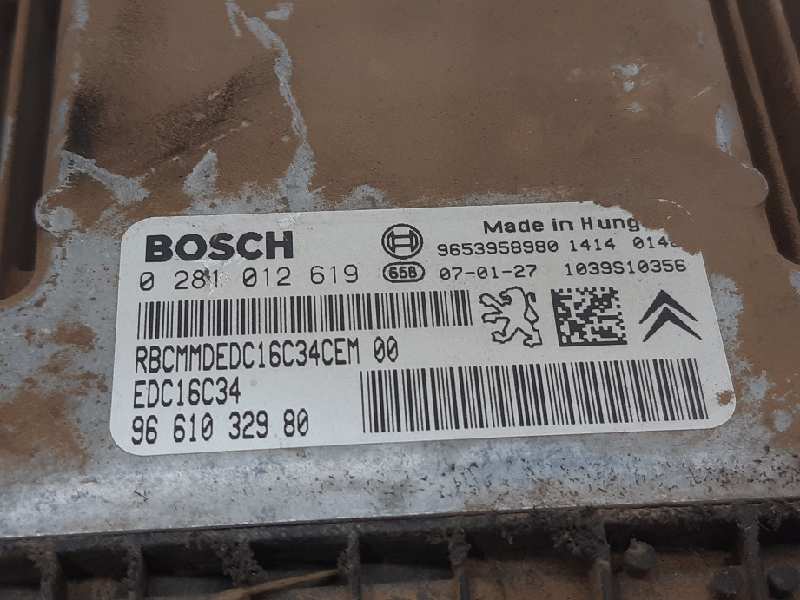 Made in Hung
BOSCH
9653958980 1414
0 281 012 619 658 07-01-27 1039S10356
RBCMMDEDC16C34CEM 00
EDC16C34
96 610 329 80